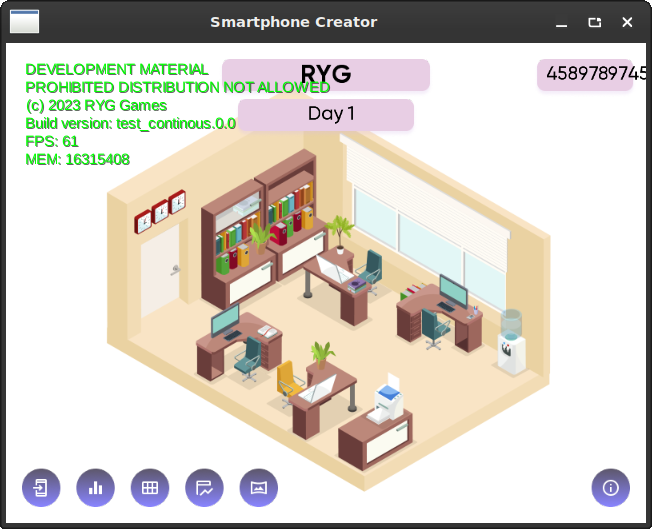 Smartphone Creator
DEVELOPMENT MATERIAL
PROHIBITED DISTRIBUTION NOT ALLOWED
(c) 2023 RYG Games
Build version: test_continous.0.0
FPS: 61
MEM: 16315408
RYG
Day 1
4589789745